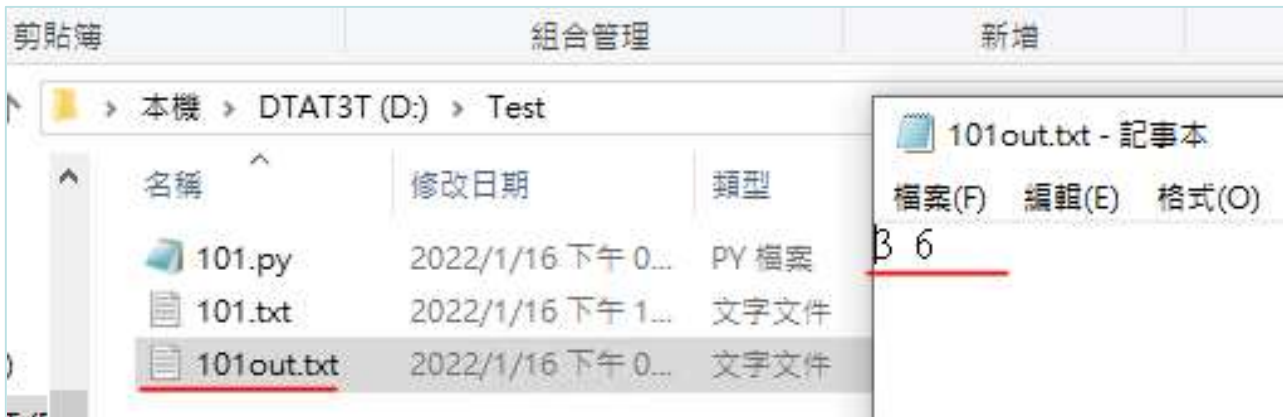 剪貼簿 組合管理 新增
本機 > DTAT3T (D:) > Test
101out.txt - 記事本
名稱 修改日期 類型
檔案(F) 編輯(E) 格式(O)
3 6
101.py 2022/1/16 下午 0... PY 檔案
101.txt 2022/1/16 下午 1... 文字文件
101out.txt 2022/1/16 下午 0... 文字文件